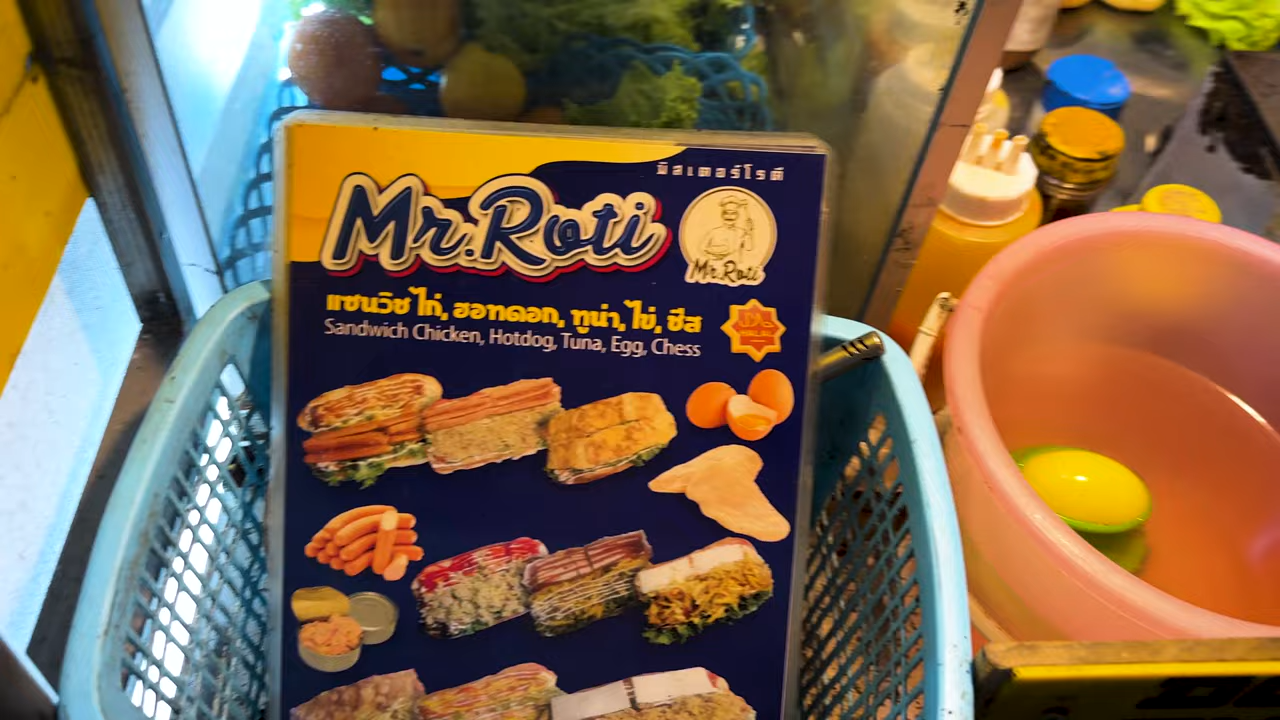 มิสเตอร์โรตี
Mr.Roti
Mr.Roti
แซนวิช ไก่, ฮอทดอก, ทูน่า, ไข่, ชีส
Sandwich Chicken, Hotdog, Tuna, Egg, Chess
HALAL